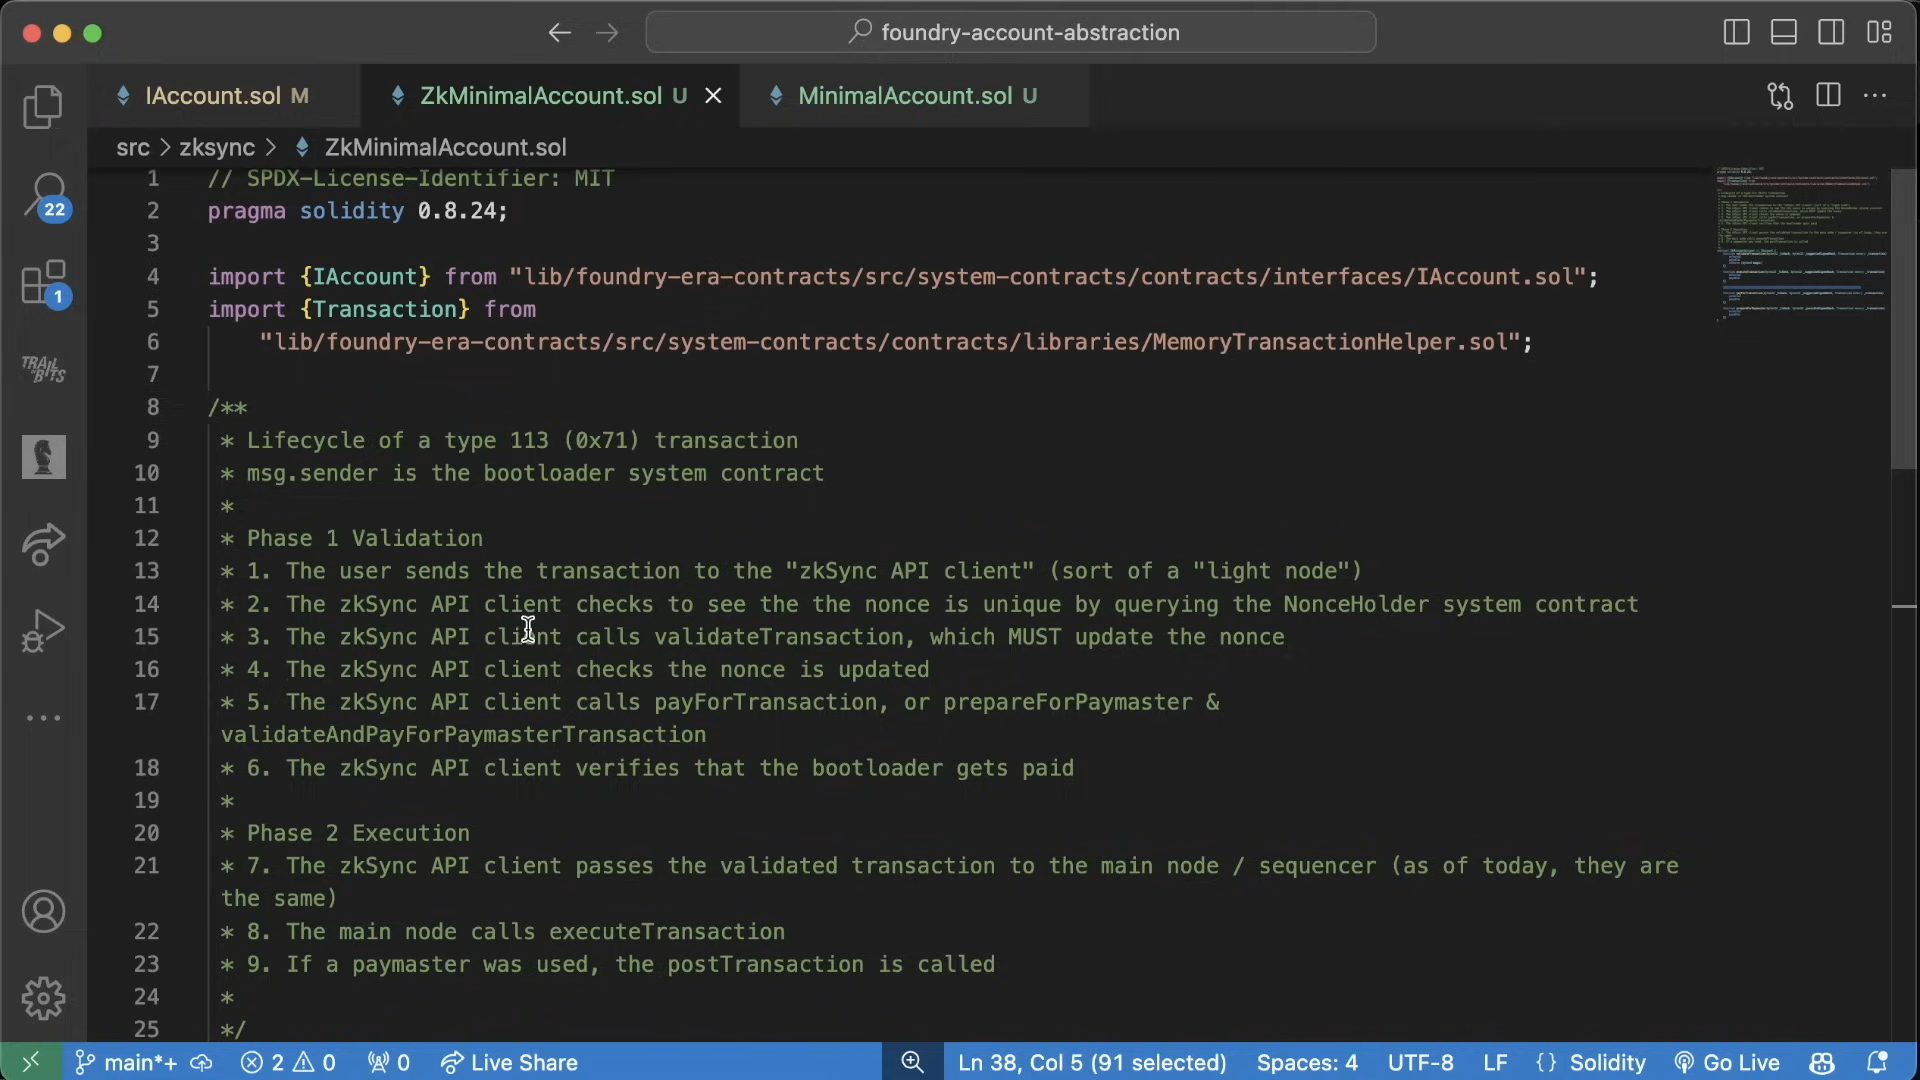 foundry-account-abstraction
IAccount.sol M
ZkMinimalAccount.sol U
MinimalAccount.sol U
src > zksync > ZkMinimalAccount.sol
1 // SPDX-License-Identifier: MIT
2 pragma solidity 0.8.24;
3
4 import {IAccount} from "lib/foundry-era-contracts/src/system-contracts/contracts/interfaces/IAccount.sol";
5 import {Transaction} from
6 "lib/foundry-era-contracts/src/system-contracts/contracts/libraries/MemoryTransactionHelper.sol";
7
8 /**
9 * Lifecycle of a type 113 (0x71) transaction
10 * msg.sender is the bootloader system contract
11 *
12 * Phase 1 Validation
13 * 1. The user sends the transaction to the "zkSync API client" (sort of a "light node")
14 * 2. The zkSync API client checks to see the the nonce is unique by querying the NonceHolder system contract
15 * 3. The zkSync API client calls validateTransaction, which MUST update the nonce
16 * 4. The zkSync API client checks the nonce is updated
17 * 5. The zkSync API client calls payForTransaction, or prepareForPaymaster &
validateAndPayForPaymasterTransaction
18 * 6. The zkSync API client verifies that the bootloader gets paid
19 *
20 * Phase 2 Execution
21 * 7. The zkSync API client passes the validated transaction to the main node / sequencer (as of today, they are
the same)
22 * 8. The main node calls executeTransaction
23 * 9. If a paymaster was used, the postTransaction is called
24 *
25 */
22
1
TRAIL OF BITS
main*+ 2 0 0 Live Share Ln 38, Col 5 (91 selected) Spaces: 4 UTF-8 LF {} Solidity Go Live